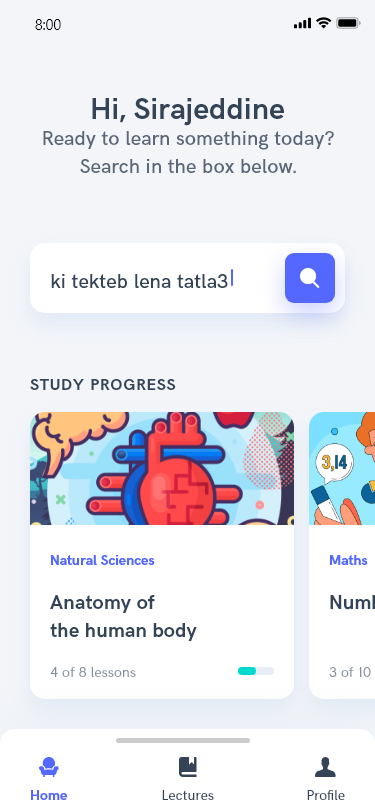 8:00
Hi, Sirajeddine
Ready to learn something today?
Search in the box below.
ki tekteb lena tatla3
STUDY PROGRESS
3,14
Natural Sciences
Maths
Anatomy of
the human body
4 of 8 lessons
3 of 10
Home
Lectures
Profile